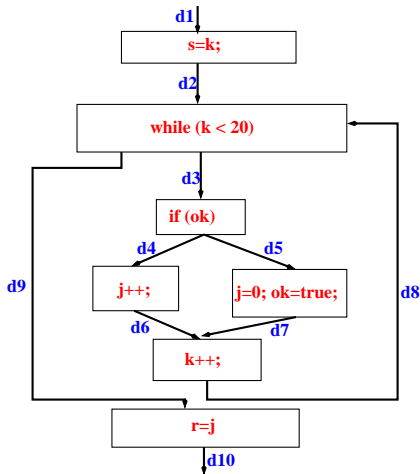 d1
s=k;
d2
while (k < 20)
d3
if (ok)
d4
d5
d9
j++;
j=0; ok=true;
d8
d6
d7
k++;
r=j
d10